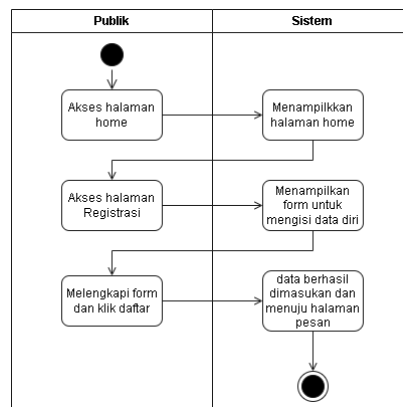 Publik
Sistem
Akses halaman
home
Menampilkkan
halaman home
Akses halaman
Registrasi
Menampilkan
form untuk
mengisi data diri
Melengkapi form
dan klik daftar
data berhasil
dimasukan dan
menuju halaman
pesan